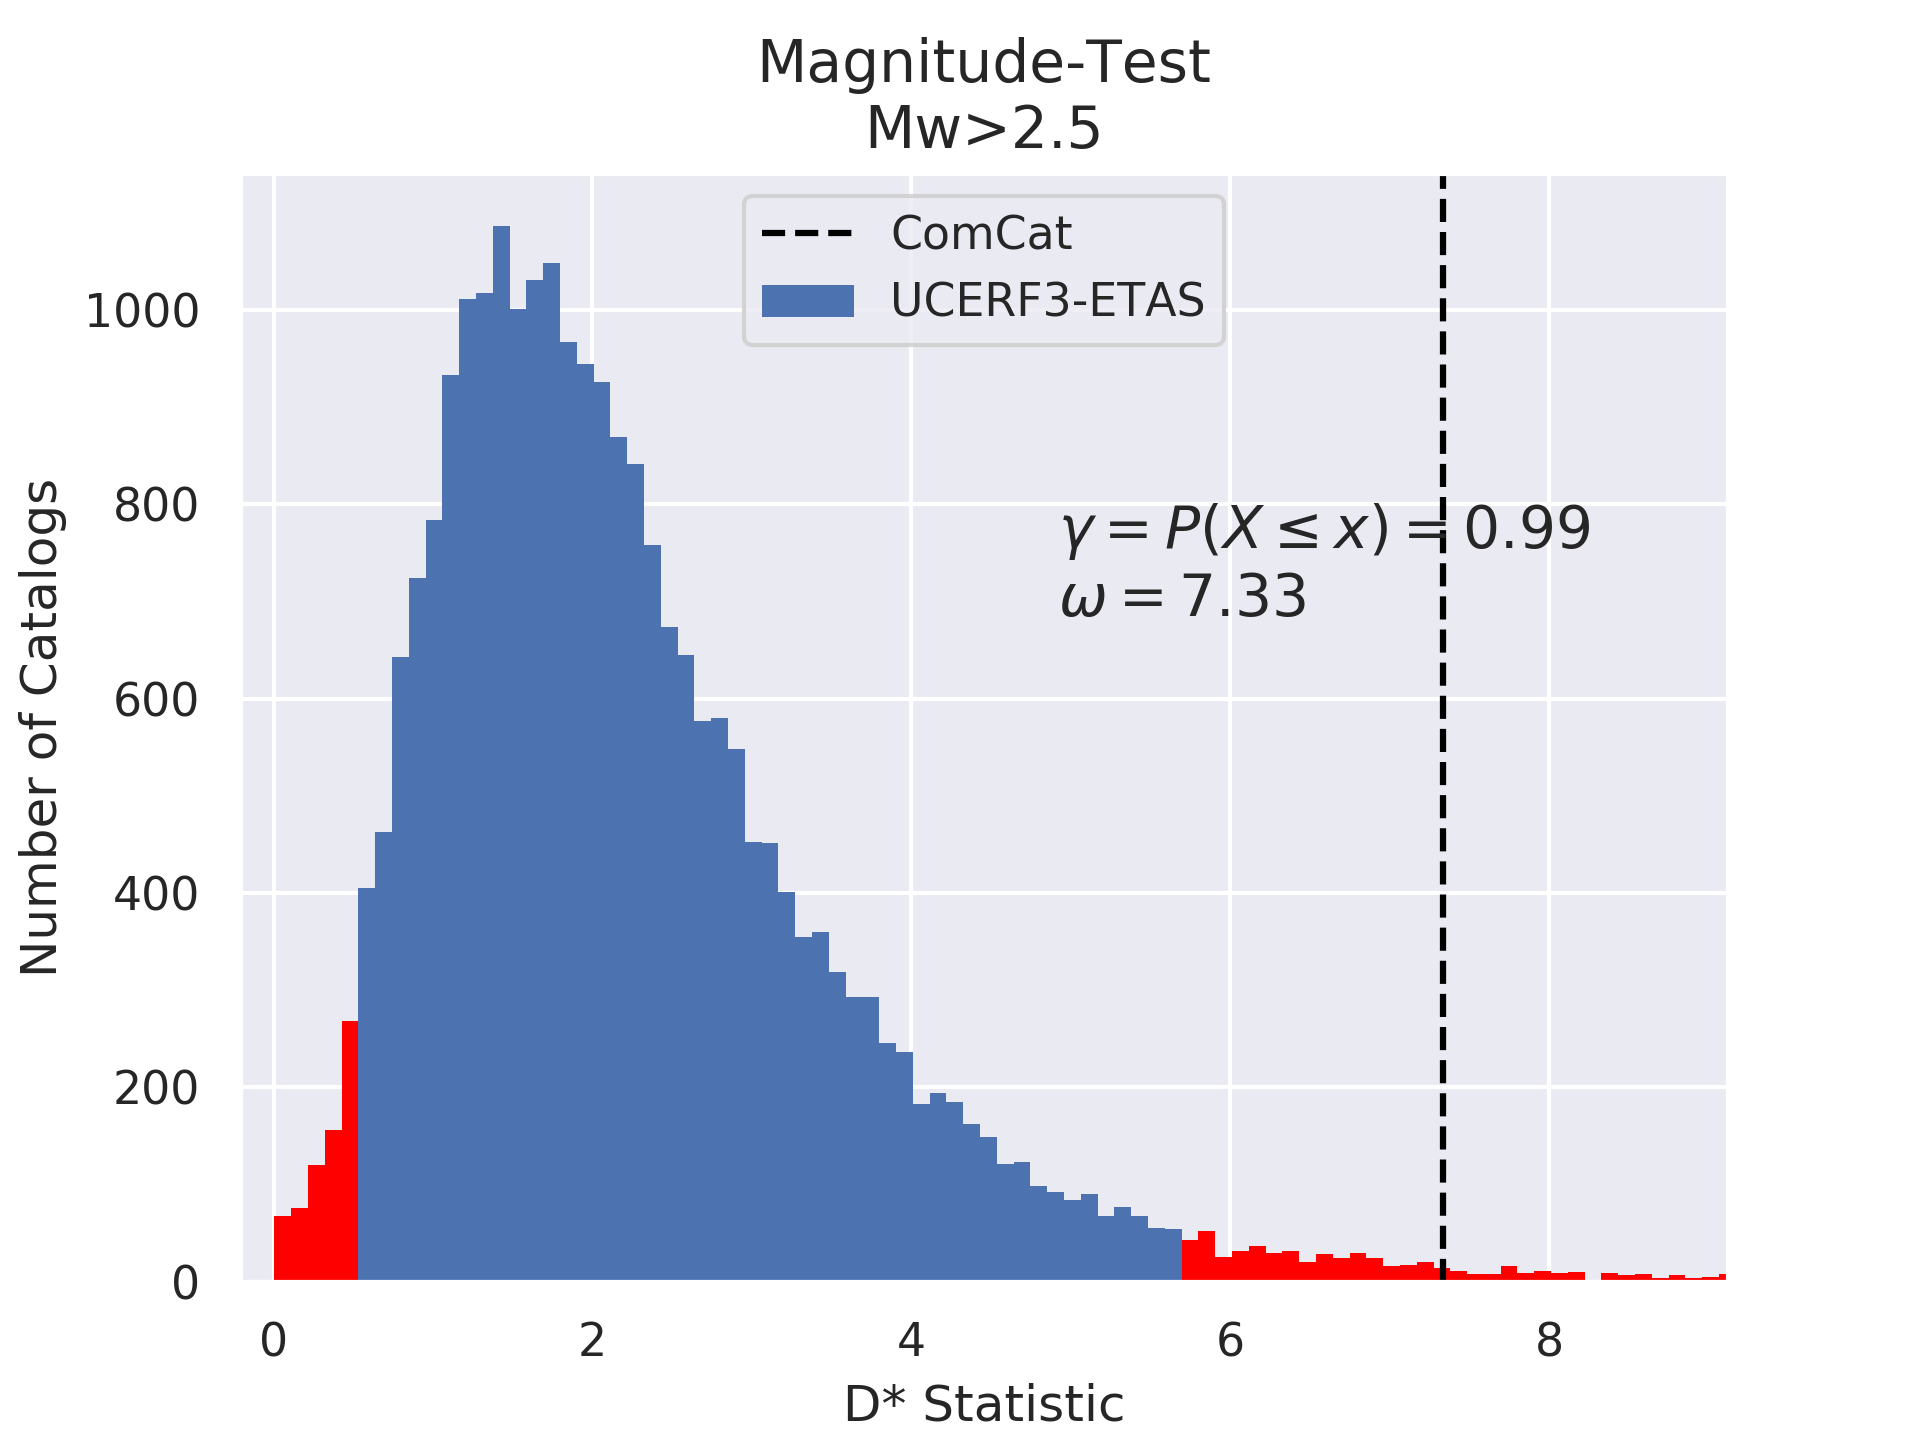 Magnitude-Test
Mw>2.5
ComCat
UCERF3-ETAS
1000
800
600
400
200
0
Number of Catalogs
γ = P(X ≤ x) = 0.99
ω = 7.33
0 2 4 6 8
D* Statistic